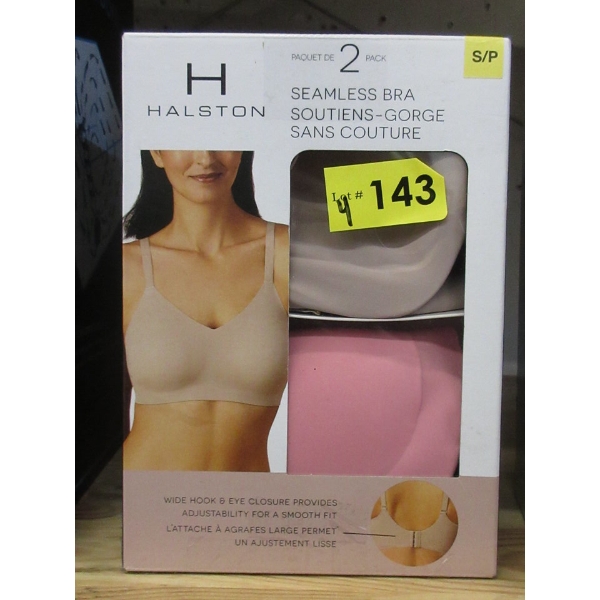 H
HALSTON
PAQUET DE 2 PACK
S/P
SEAMLESS BRA
SOUTIENS-GORGE
SANS COUTURE
Lot # 143
4
WIDE HOOK & EYE CLOSURE PROVIDES
ADJUSTABILITY FOR A SMOOTH FIT
L'ATTACHE À AGRAFES LARGE PERMET
UN AJUSTEMENT LISSE